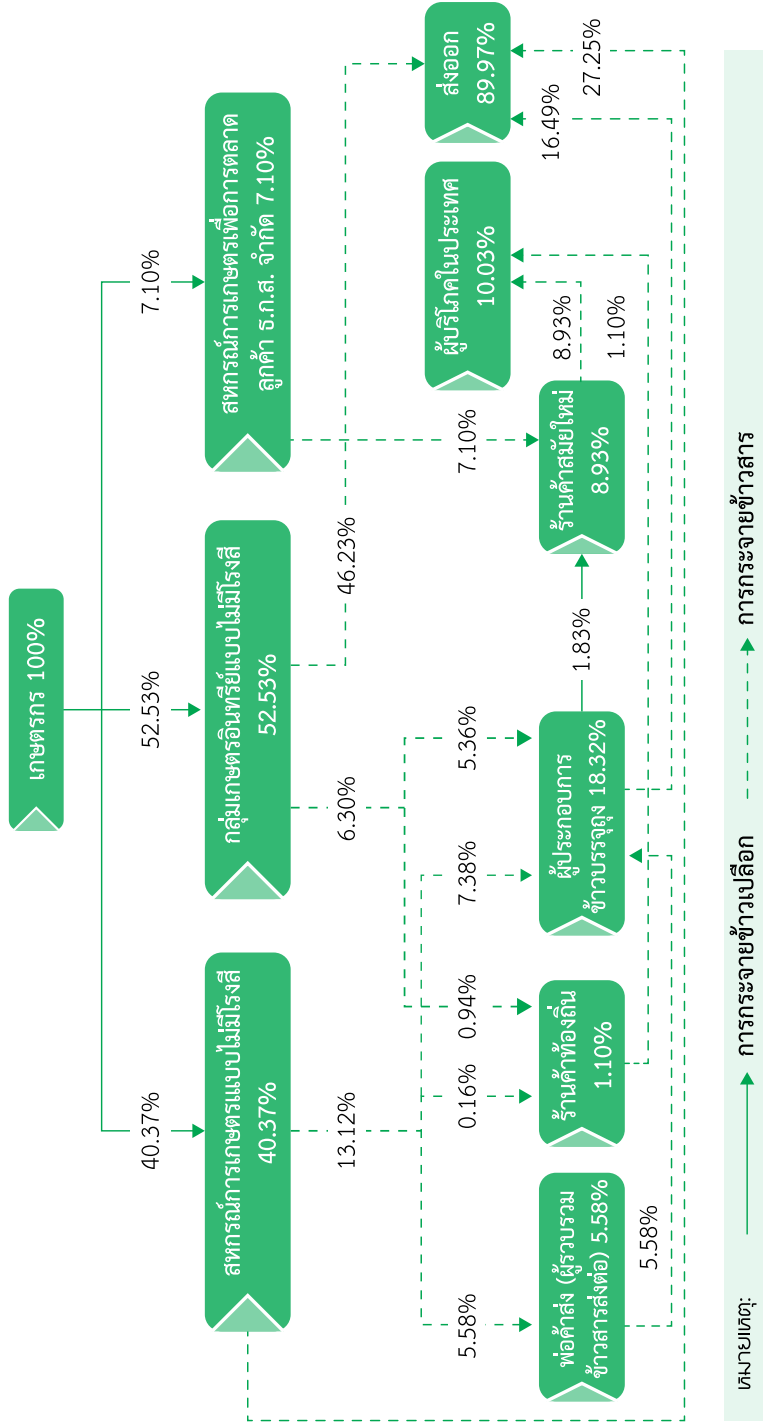 เกษตรกร 100%
40.37%
52.53%
7.10%
สหกรณ์การเกษตรแบบไม่มีโรงสี
40.37%
กลุ่มเกษตรอินทรีย์แบบไม่มีโรงสี
52.53%
สหกรณ์การเกษตรเพื่อการตลาด
ลูกค้า ธ.ก.ส. จำกัด 7.10%
13.12%
6.30%
46.23%
5.58%
0.16%
0.94%
7.38%
5.36%
7.10%
ผู้บริโภคในประเทศ
10.03%
ส่งออก
89.97%
พ่อค้าส่ง (ผู้รวบรวม
ข้าวสารส่งต่อ) 5.58%
ร้านค้าท้องถิ่น
1.10%
ผู้ประกอบการ
ข้าวบรรจุถุง 18.32%
1.83%
ร้านค้าสมัยใหม่
8.93%
8.93%
1.10%
16.49%
27.25%
5.58%
หมายเหตุ:
การกระจายข้าวเปลือก
การกระจายข้าวสาร